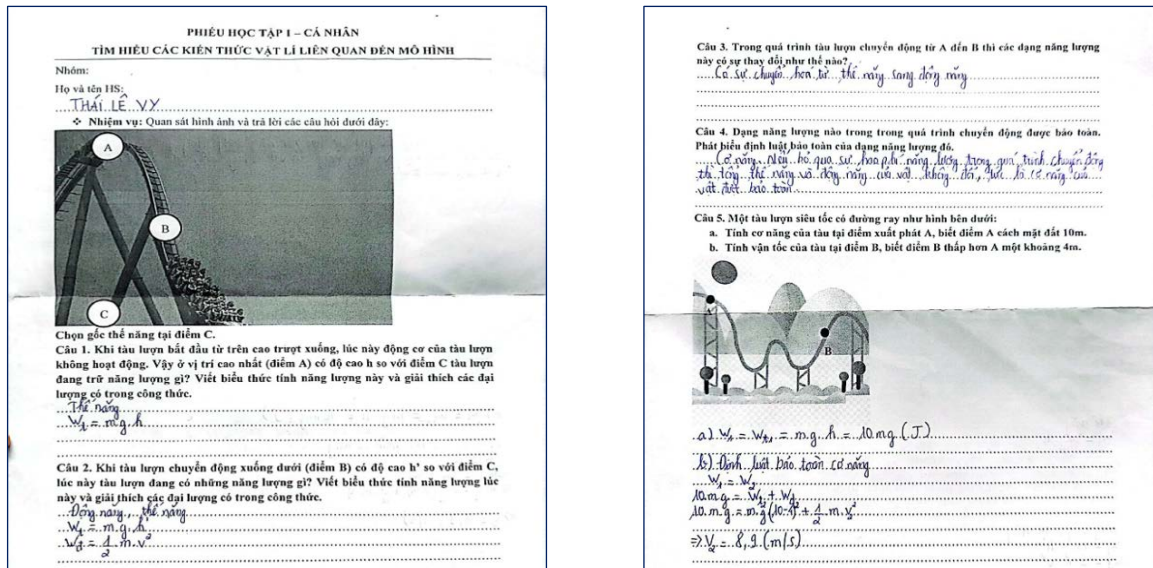 PHIẾU HỌC TẬP 1 – CÁ NHÂN
TÌM HIỂU CÁC KIẾN THỨC VẬT LÍ LIÊN QUAN ĐẾN MÔ HÌNH
Nhóm:
Họ và tên HS:
THÁI LÊ VY
❖ Nhiệm vụ: Quan sát hình ảnh và trả lời các câu hỏi dưới đây:
A
B
C
Chọn gốc thế năng tại điểm C.
Câu 1. Khi tàu lượn bắt đầu từ trên cao trượt xuống, lúc này động cơ của tàu lượn
không hoạt động. Vậy ở vị trí cao nhất (điểm A) có độ cao h so với điểm C tàu lượn
đang trữ năng lượng gì? Viết biểu thức tính năng lượng này và giải thích các đại
lượng có trong công thức.
Thế năng
Wt = m.g.h
Câu 2. Khi tàu lượn chuyển động xuống dưới (điểm B) có độ cao h' so với điểm C,
lúc này tàu lượn đang có những năng lượng gì? Viết biểu thức tính năng lượng lúc
này và giải thích các đại lượng có trong công thức.
Động năng, thế năng
Wt = m.g.h'
Wđ = 1/2 .m.v²
Câu 3. Trong quá trình tàu lượn chuyển động từ A đến B thì các dạng năng lượng
này có sự thay đổi như thế nào?
Có sự chuyển hoá từ thế năng sang động năng
Câu 4. Dạng năng lượng nào trong trong quá trình chuyển động được bảo toàn.
Phát biểu định luật bảo toàn của dạng năng lượng đó.
Cơ năng. Nếu bỏ qua sự hao phí năng lượng trong quá trình chuyển động
thì tổng thế năng và động năng của vật không đổi, tức là cơ năng của
vật được bảo toàn
Câu 5. Một tàu lượn siêu tốc có đường ray như hình bên dưới:
a. Tính cơ năng của tàu tại điểm xuất phát A, biết điểm A cách mặt đất 10m.
b. Tính vận tốc của tàu tại điểm B, biết điểm B thấp hơn A một khoảng 4m.
B
a) W₁ = Wt₁ = m.g.h = 10mg (J)
b) Định luật bảo toàn cơ năng
W₁ = W₂
10.m.g = Wt₂ + Wđ₂
10.m.g = m.g(10-4) + 1/2 .m.v₂²
=> V₂ = 8,9 (m/s)